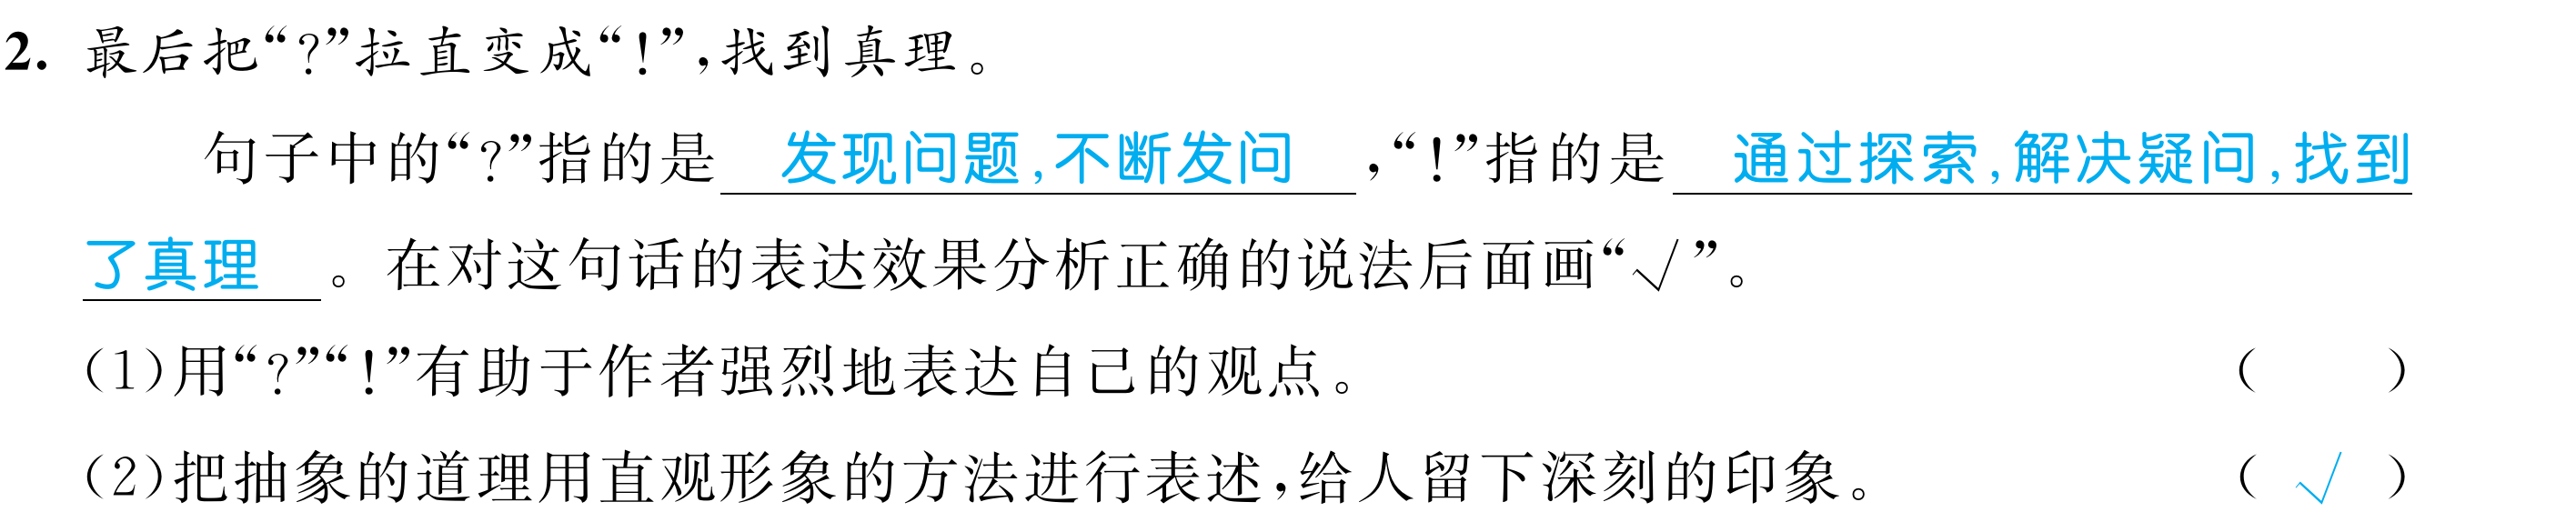 2. 最后把“?”拉直变成“!”,找到真理。
句子中的“?”指的是 发现问题,不断发问 ,“!”指的是 通过探索,解决疑问,找到
了真理 。在对这句话的表达效果分析正确的说法后面画“√”。
(1)用“?”“!”有助于作者强烈地表达自己的观点。 ( )
(2)把抽象的道理用直观形象的方法进行表述,给人留下深刻的印象。 ( √ )